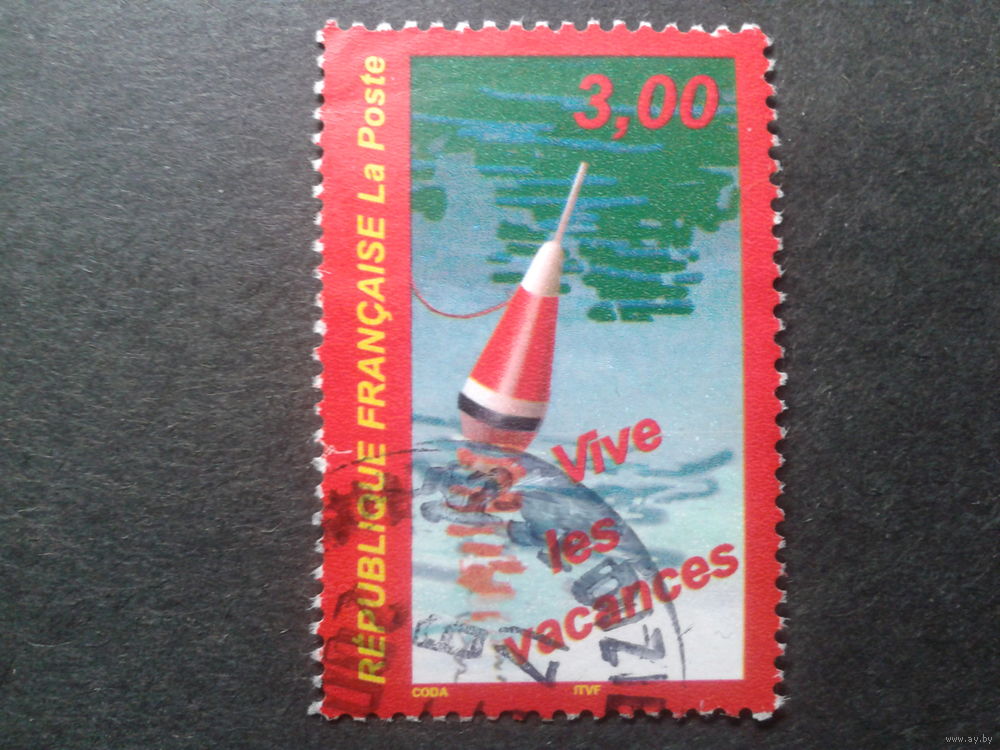 3,00
RÉPUBLIQUE FRANÇAISE La Poste
Vive
les
vacances
CODA
ITVF
www.ay.by